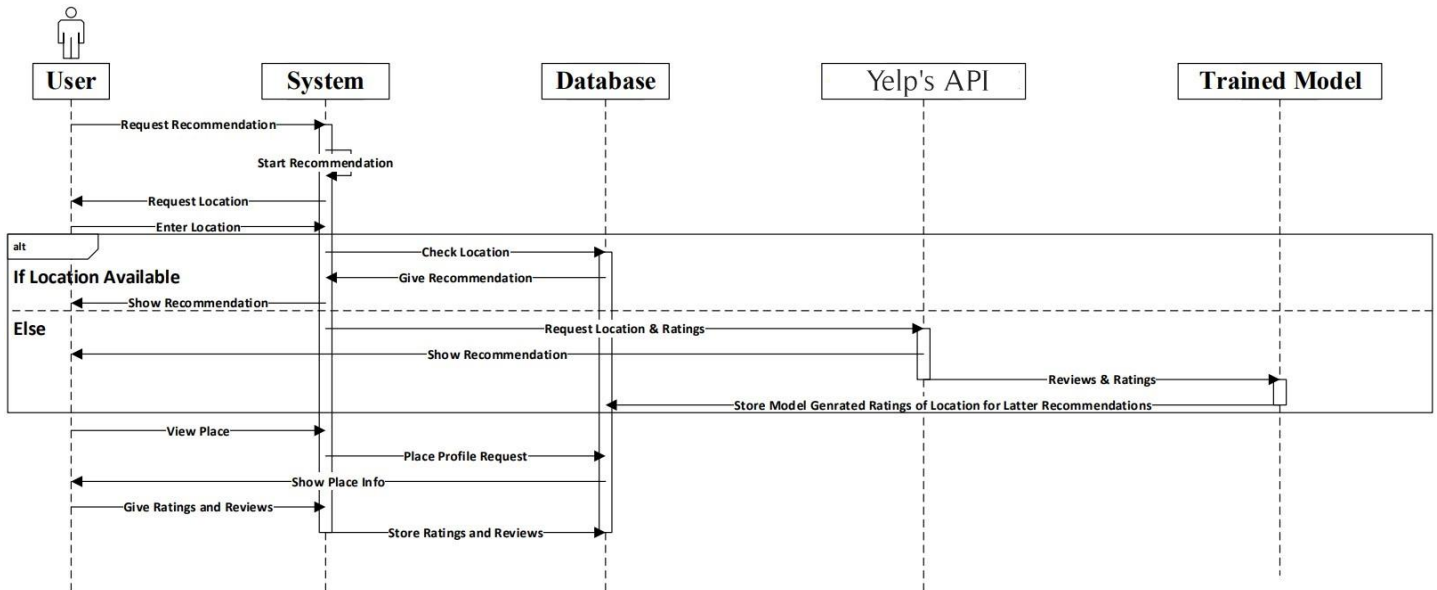 User
System
Database
Yelp's API
Trained Model
Request Recommendation
Start Recommendation
Request Location
Enter Location
alt
Check Location
If Location Available
Give Recommendation
Show Recommendation
Else
Request Location & Ratings
Show Recommendation
Reviews & Ratings
Store Model Genrated Ratings of Location for Latter Recommendations
View Place
Place Profile Request
Show Place Info
Give Ratings and Reviews
Store Ratings and Reviews